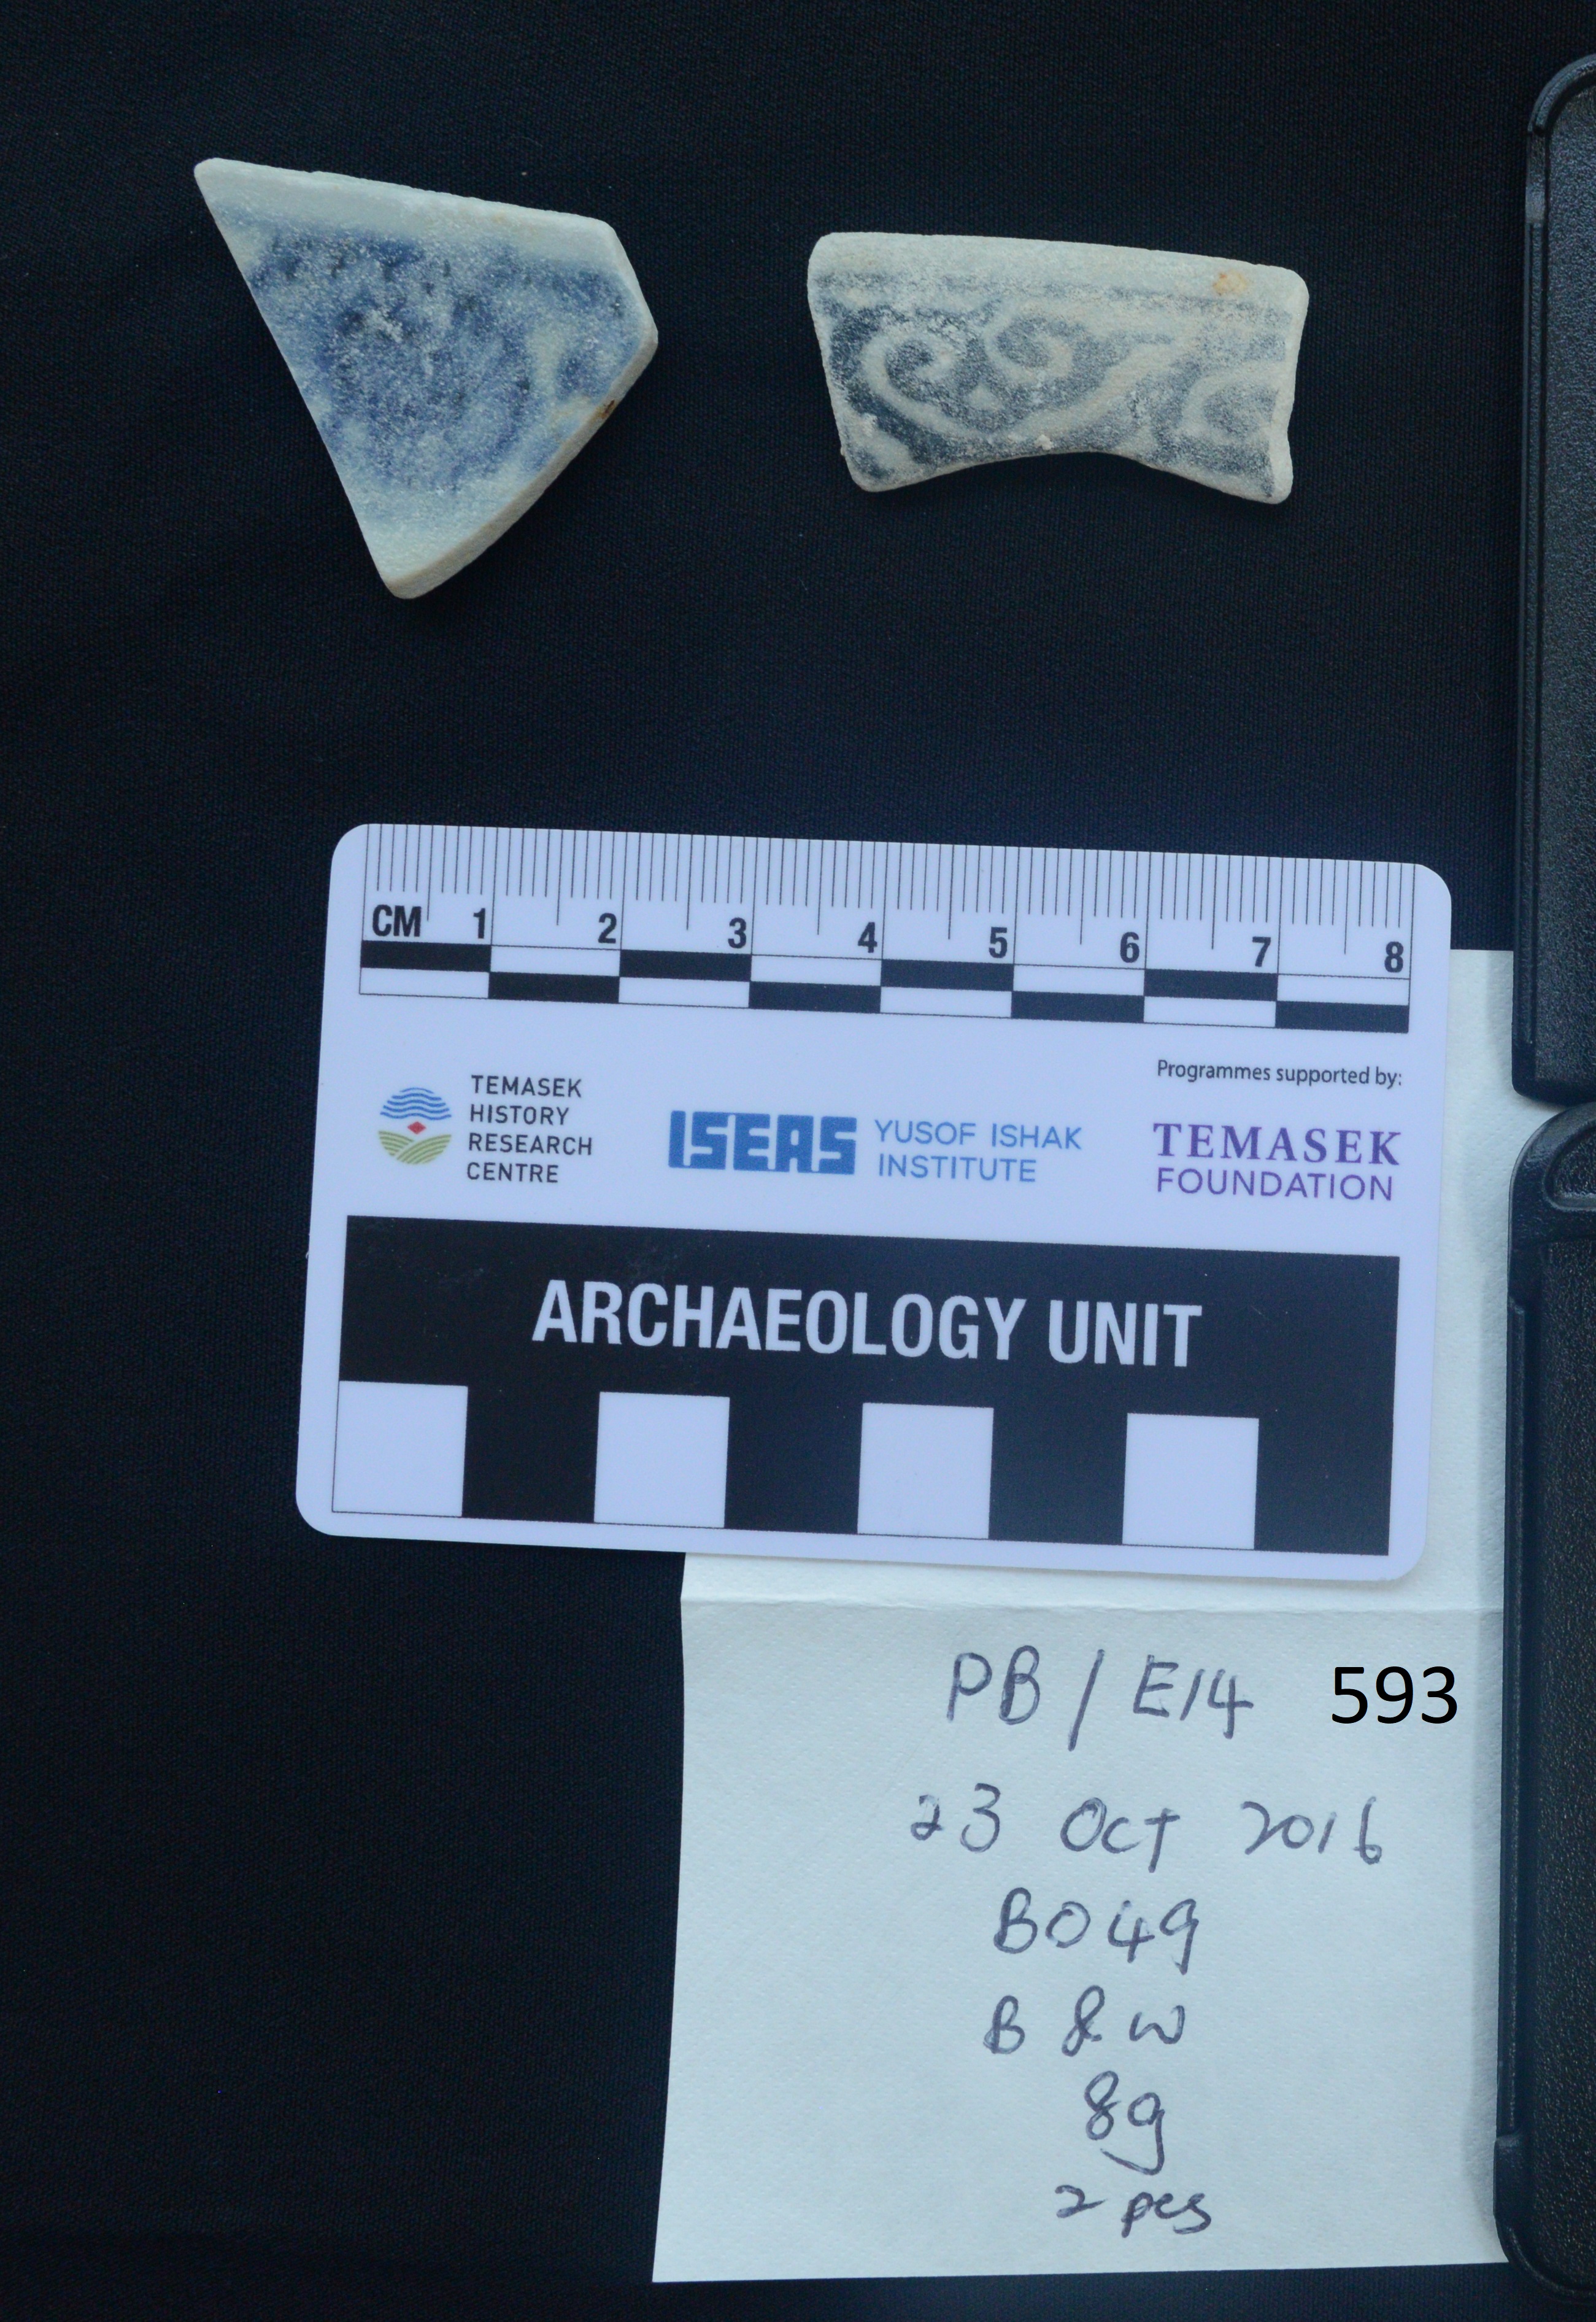 CM 1 2 3 4 5 6 7 8
Programmes supported by:
TEMASEK
HISTORY
RESEARCH
CENTRE
ISEAS
YUSOF ISHAK
INSTITUTE
TEMASEK
FOUNDATION
ARCHAEOLOGY UNIT
PB / E14 593
23 Oct 2016
B049
B & W
8g
2 pcs